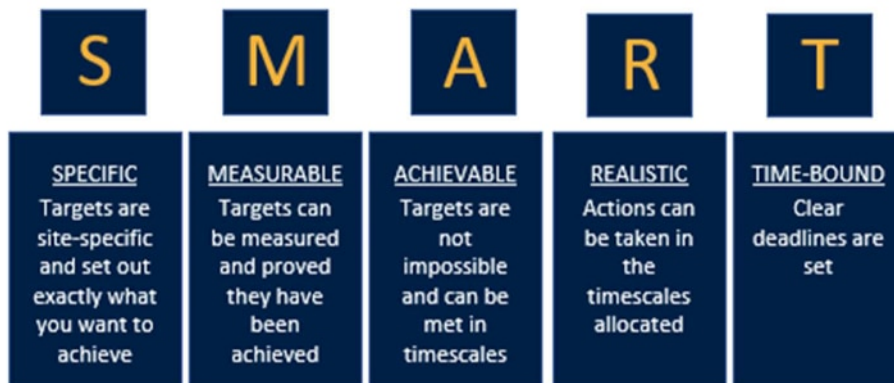 S
M
A
R
T
SPECIFIC
Targets are
site-specific
and set out
exactly what
you want to
achieve
MEASURABLE
Targets can
be measured
and proved
they have
been
achieved
ACHIEVABLE
Targets are
not
impossible
and can be
met in
timescales
REALISTIC
Actions can
be taken in
the
timescales
allocated
TIME-BOUND
Clear
deadlines are
set